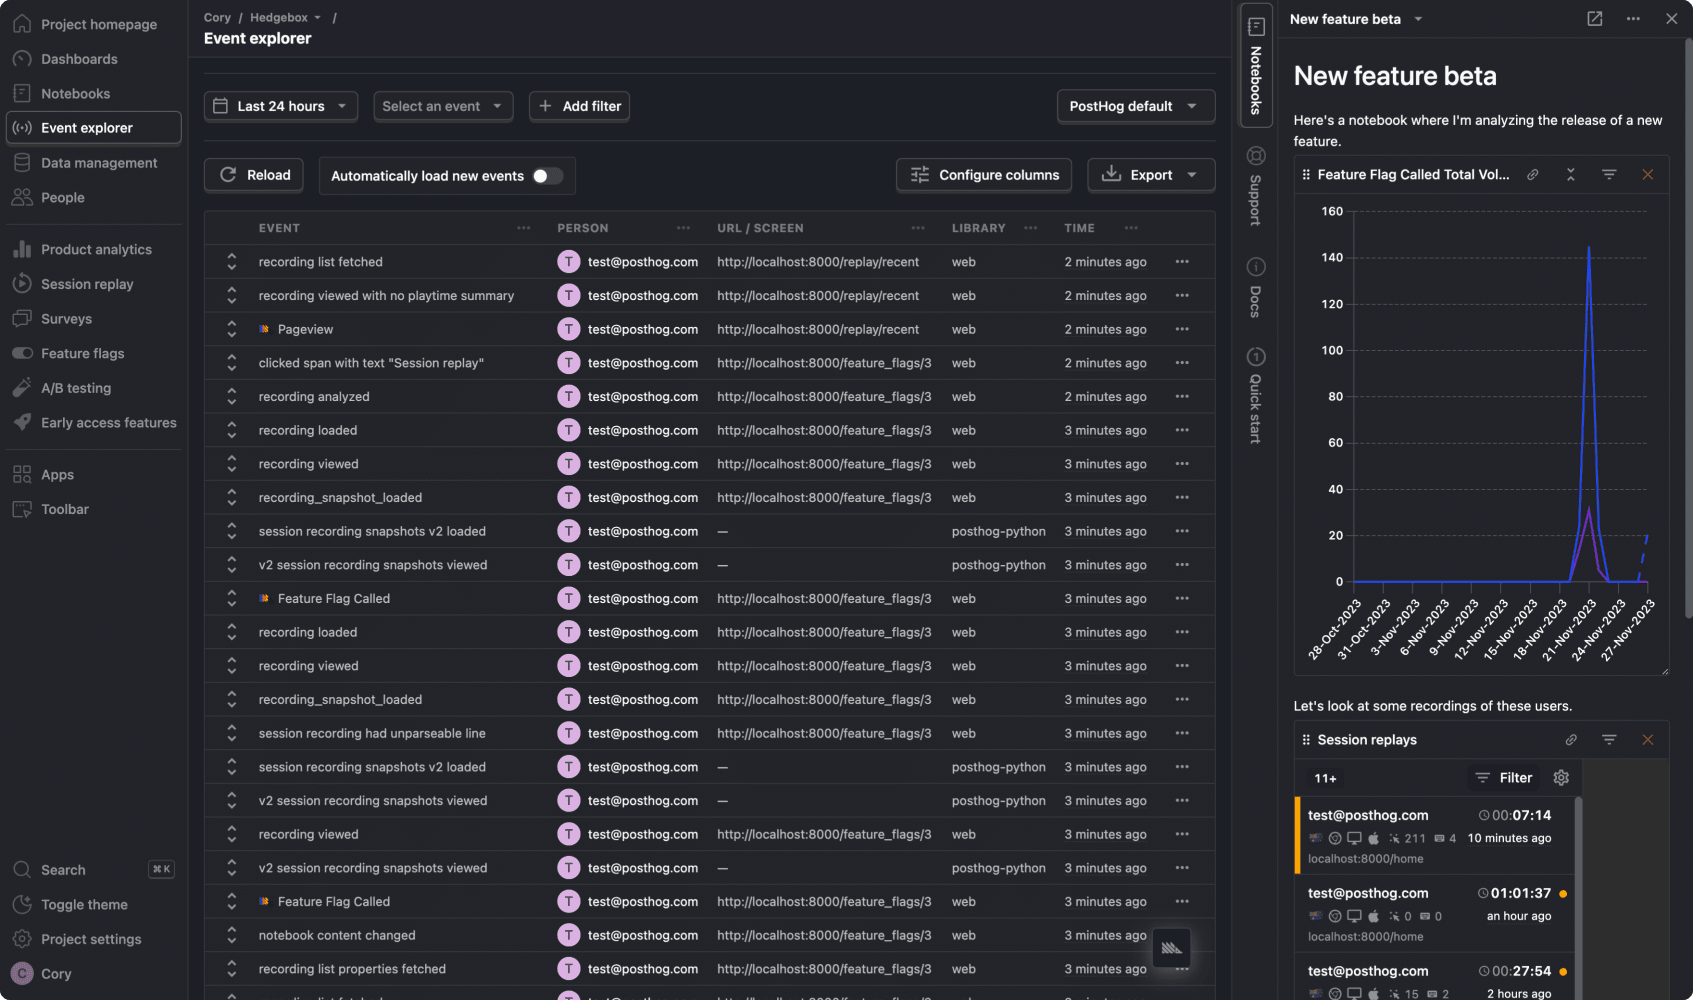 Project homepage
Dashboards
Notebooks
Event explorer
Data management
People
Product analytics
Session replay
Surveys
Feature flags
A/B testing
Early access features
Apps
Toolbar
Search ⌘K
Toggle theme
Project settings
C Cory
Cory / Hedgebox /
Event explorer
Last 24 hours Select an event + Add filter PostHog default
Reload Automatically load new events Configure columns Export
EVENT PERSON URL / SCREEN LIBRARY TIME
recording list fetched T test@posthog.com http://localhost:8000/replay/recent web 2 minutes ago
recording viewed with no playtime summary T test@posthog.com http://localhost:8000/replay/recent web 2 minutes ago
Pageview T test@posthog.com http://localhost:8000/replay/recent web 2 minutes ago
clicked span with text "Session replay" T test@posthog.com http://localhost:8000/feature_flags/3 web 2 minutes ago
recording analyzed T test@posthog.com http://localhost:8000/feature_flags/3 web 2 minutes ago
recording loaded T test@posthog.com http://localhost:8000/feature_flags/3 web 3 minutes ago
recording viewed T test@posthog.com http://localhost:8000/feature_flags/3 web 3 minutes ago
recording_snapshot_loaded T test@posthog.com http://localhost:8000/feature_flags/3 web 3 minutes ago
session recording snapshots v2 loaded T test@posthog.com — posthog-python 3 minutes ago
v2 session recording snapshots viewed T test@posthog.com — posthog-python 3 minutes ago
Feature Flag Called T test@posthog.com http://localhost:8000/feature_flags/3 web 3 minutes ago
recording loaded T test@posthog.com http://localhost:8000/feature_flags/3 web 3 minutes ago
recording viewed T test@posthog.com http://localhost:8000/feature_flags/3 web 3 minutes ago
recording_snapshot_loaded T test@posthog.com http://localhost:8000/feature_flags/3 web 3 minutes ago
session recording had unparseable line T test@posthog.com http://localhost:8000/feature_flags/3 web 3 minutes ago
session recording snapshots v2 loaded T test@posthog.com — posthog-python 3 minutes ago
v2 session recording snapshots viewed T test@posthog.com — posthog-python 3 minutes ago
recording viewed T test@posthog.com http://localhost:8000/feature_flags/3 web 3 minutes ago
v2 session recording snapshots viewed T test@posthog.com — posthog-python 3 minutes ago
Feature Flag Called T test@posthog.com http://localhost:8000/feature_flags/3 web 3 minutes ago
notebook content changed T test@posthog.com http://localhost:8000/feature_flags/3 web 3 minutes ago
recording list properties fetched T test@posthog.com http://localhost:8000/feature_flags/3 web 3 minutes ago
Notebooks
Support
Docs
1 Quick start
New feature beta
New feature beta
Here's a notebook where I'm analyzing the release of a new
feature.
Feature Flag Called Total Vol...
160
140
120
100
80
60
40
20
0
28-Oct-2023 31-Oct-2023 3-Nov-2023 6-Nov-2023 9-Nov-2023 12-Nov-2023 15-Nov-2023 18-Nov-2023 21-Nov-2023 24-Nov-2023 27-Nov-2023
Let's look at some recordings of these users.
Session replays
11+ Filter
test@posthog.com 00:07:14
211 4 10 minutes ago
localhost:8000/home
test@posthog.com 01:01:37
0 0 an hour ago
localhost:8000/home
test@posthog.com 00:27:54
15 2 2 hours ago